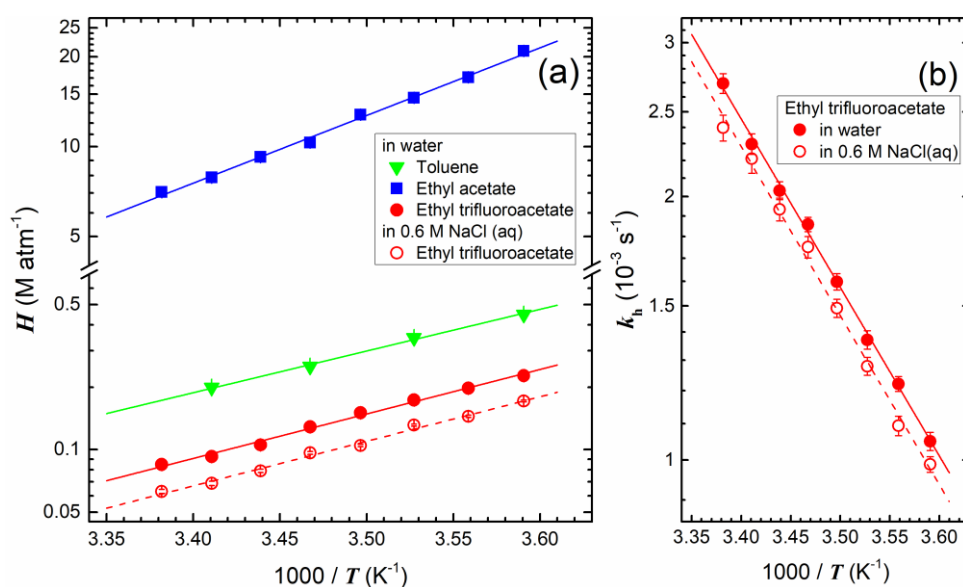 (a)
25
20
15
10
5
0.5
0.1
0.05
H (M atm⁻¹)
in water
Toluene
Ethyl acetate
Ethyl trifluoroacetate
in 0.6 M NaCl (aq)
Ethyl trifluoroacetate
3.35 3.40 3.45 3.50 3.55 3.60
1000 / T (K⁻¹)
(b)
3
2.5
2
1.5
1
kₕ (10⁻³ s⁻¹)
Ethyl trifluoroacetate
in water
in 0.6 M NaCl(aq)
3.35 3.40 3.45 3.50 3.55 3.60
1000 / T (K⁻¹)